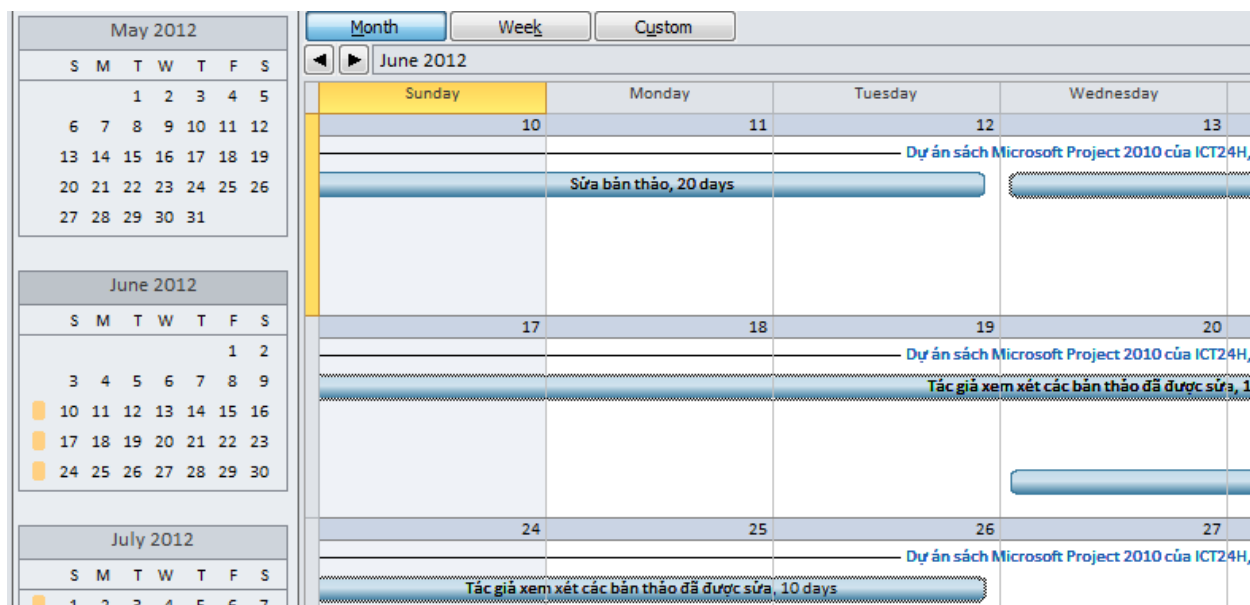 May 2012
S M T W T F S
1 2 3 4 5
6 7 8 9 10 11 12
13 14 15 16 17 18 19
20 21 22 23 24 25 26
27 28 29 30 31
June 2012
S M T W T F S
1 2
3 4 5 6 7 8 9
10 11 12 13 14 15 16
17 18 19 20 21 22 23
24 25 26 27 28 29 30
July 2012
S M T W T F S
1 2 3 4 5 6 7
Month Week Custom
June 2012
Sunday Monday Tuesday Wednesday
10 11 12 13
Dự án sách Microsoft Project 2010 của ICT24H,
Sửa bản thảo, 20 days
17 18 19 20
Dự án sách Microsoft Project 2010 của ICT24H,
Tác giả xem xét các bản thảo đã được sửa, 1
24 25 26 27
Dự án sách Microsoft Project 2010 của ICT24H,
Tác giả xem xét các bản thảo đã được sửa, 10 days